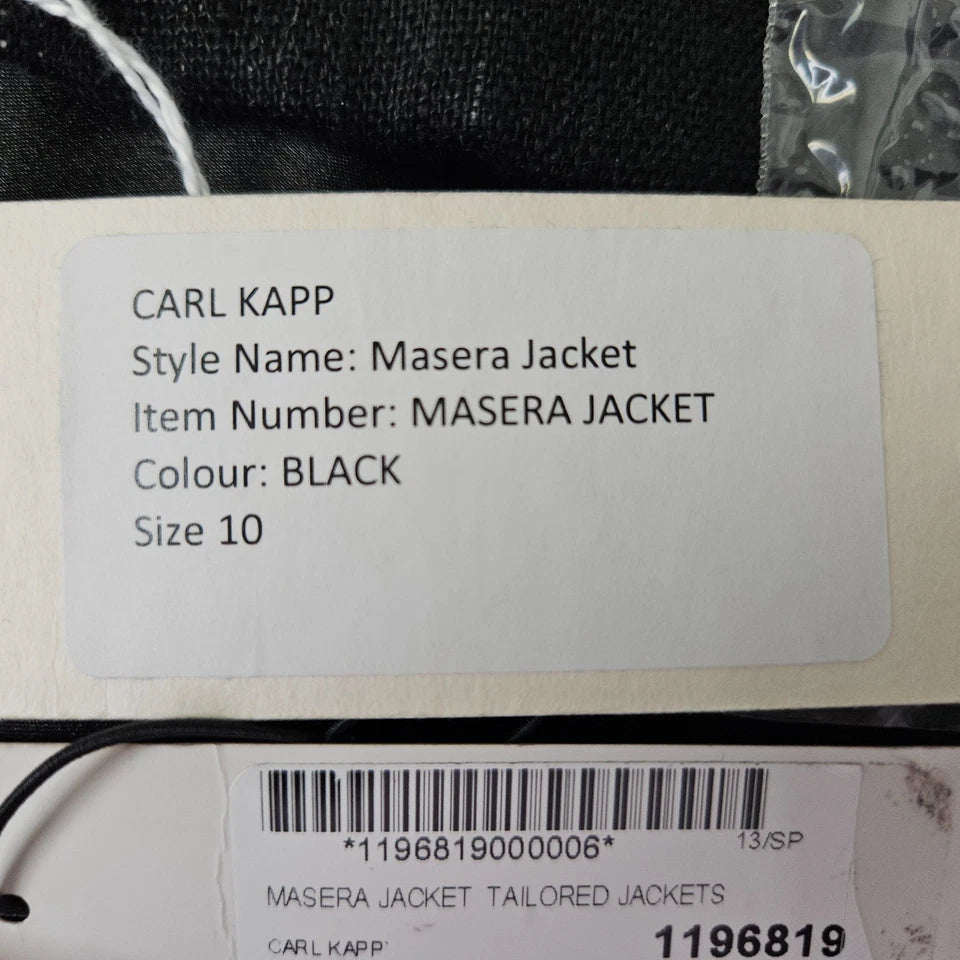 CARL KAPP
Style Name: Masera Jacket
Item Number: MASERA JACKET
Colour: BLACK
Size 10
*1196819000006*
13/SP
MASERA JACKET TAILORED JACKETS
CARL KAPP
1196819